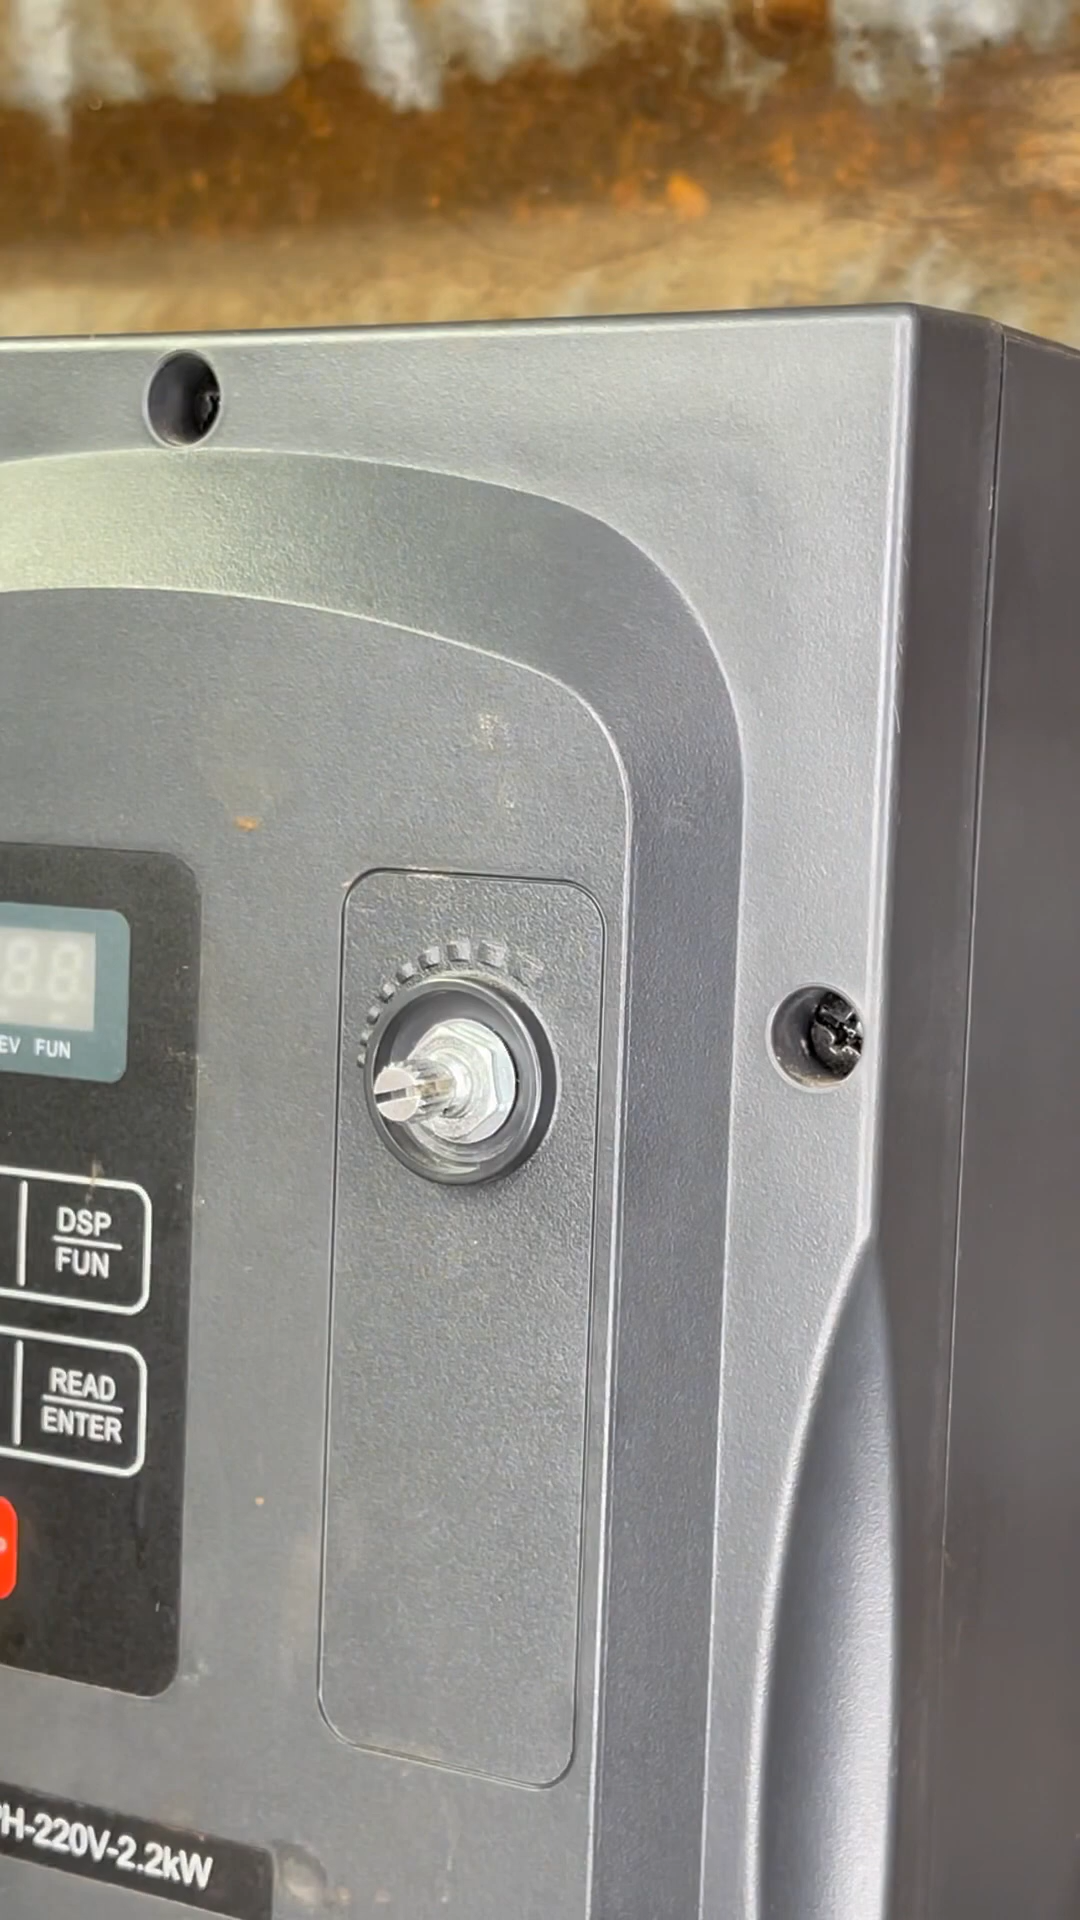 88
EV FUN
DSP
FUN
READ
ENTER
PH-220V-2.2kW